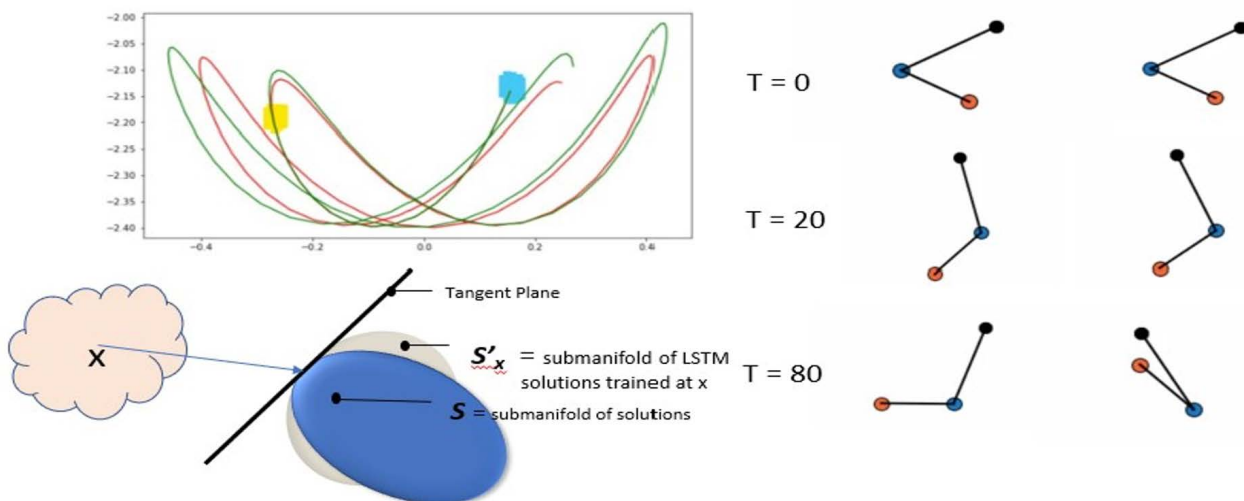 −2.00
−2.05
−2.10
−2.15
−2.20
−2.25
−2.30
−2.35
−2.40
−0.4
−0.2
0.0
0.2
0.4
T = 0
T = 20
T = 80
Tangent Plane
X
S'x = submanifold of LSTM
solutions trained at x
S = submanifold of solutions